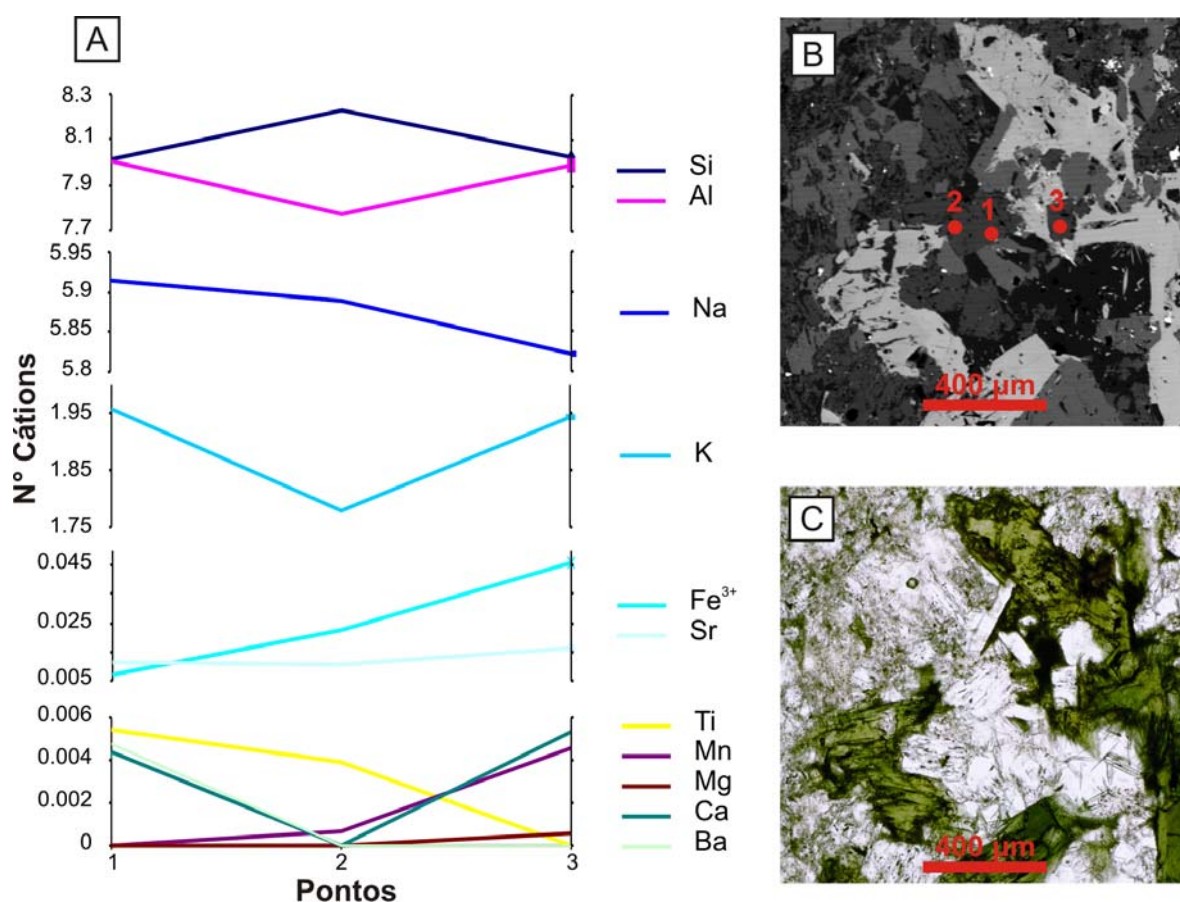 A
N° Cátions
8.3
8.1
7.9
7.7
Si
Al
5.95
5.9
5.85
5.8
Na
1.95
1.85
1.75
K
0.045
0.025
0.005
Fe³⁺
Sr
0.006
0.004
0.002
0
Ti
Mn
Mg
Ca
Ba
1 2 3
Pontos
B
2 1 3
400 µm
C
400 µm